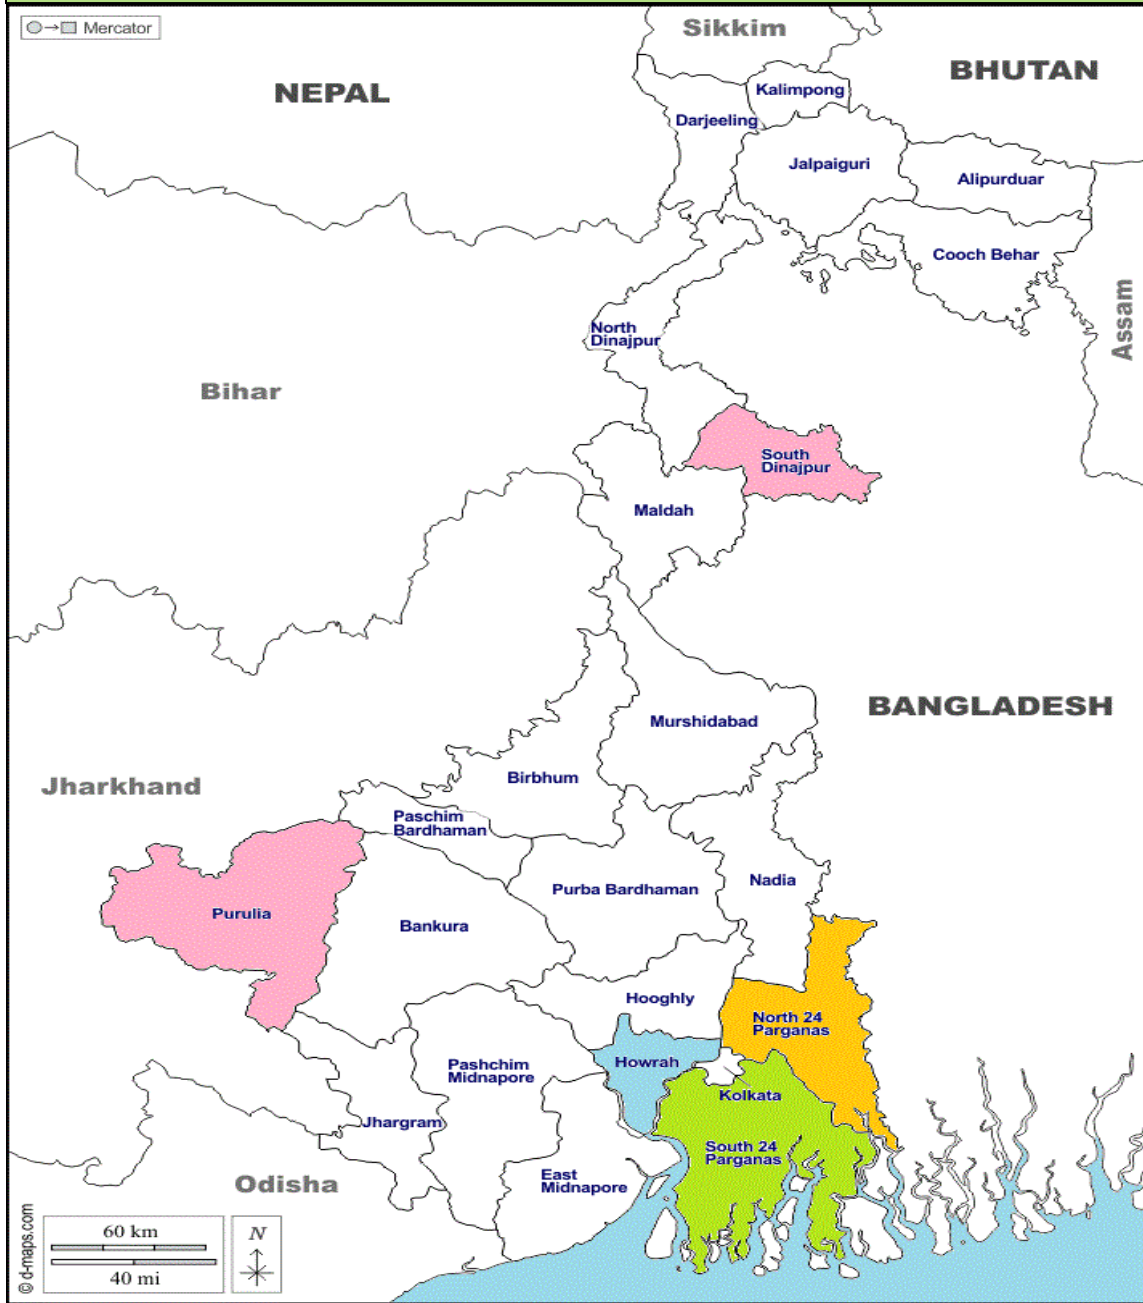 Mercator
Sikkim
NEPAL
BHUTAN
Kalimpong
Darjeeling
Jalpaiguri
Alipurduar
Cooch Behar
Assam
North
Dinajpur
Bihar
South
Dinajpur
Maldah
BANGLADESH
Murshidabad
Jharkhand
Birbhum
Paschim
Bardhaman
Purba Bardhaman
Nadia
Purulia
Bankura
Hooghly
North 24
Parganas
Howrah
Pashchim
Midnapore
Kolkata
Jhargram
South 24
Parganas
Odisha
East
Midnapore
60 km
40 mi
N
© d-maps.com